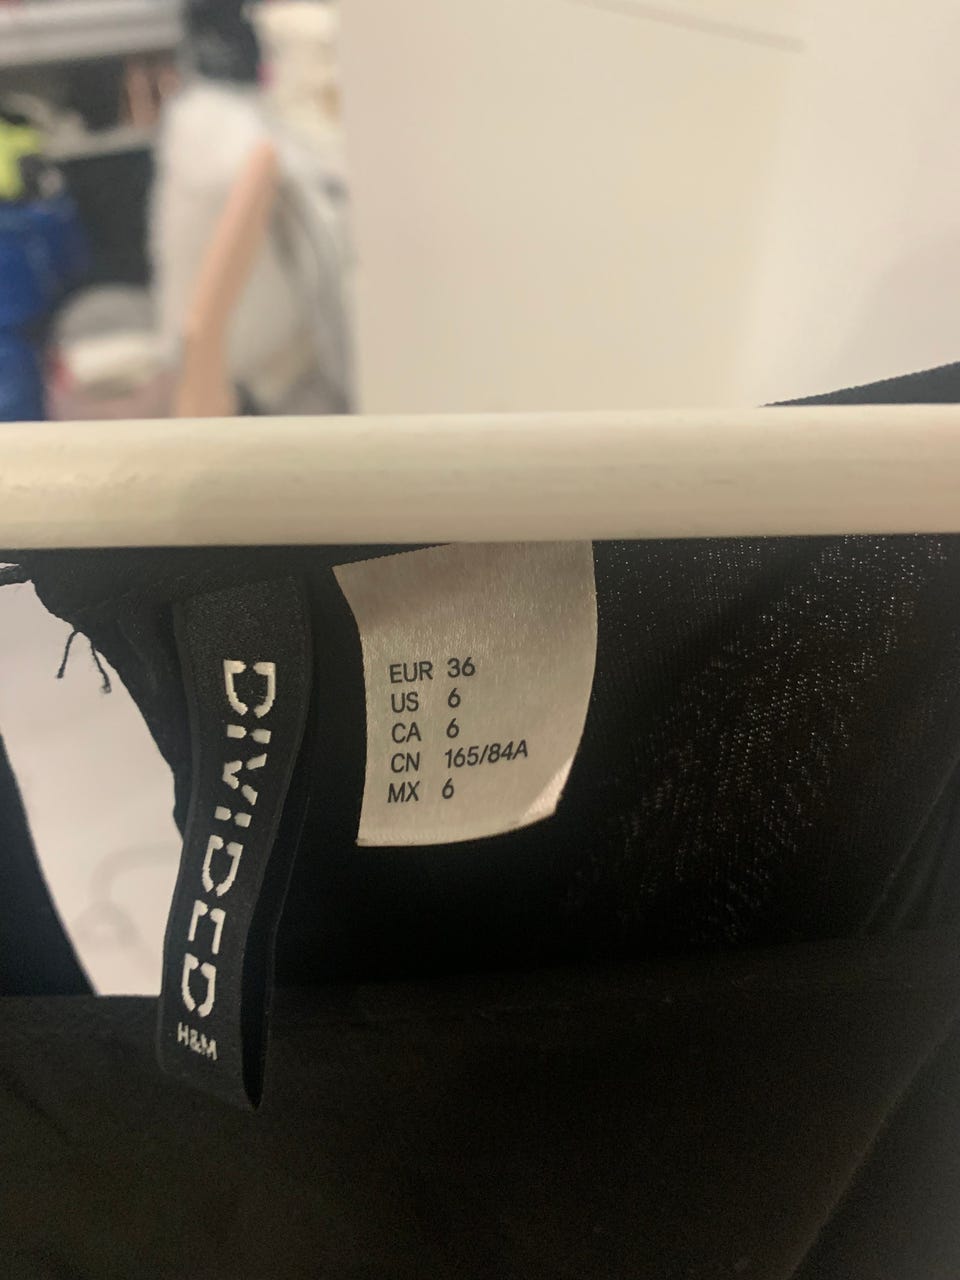 DIVIDED
H&M
EUR 36
US 6
CA 6
CN 165/84A
MX 6